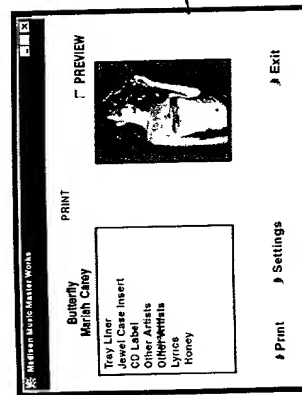 Madison Music Master Works
PRINT
PREVIEW
Butterfly
Mariah Carey
Tray Liner
Jewel Case Insert
CD Label
Other Artists
Other Artists
Lyrics
Honey
Print
Settings
Exit